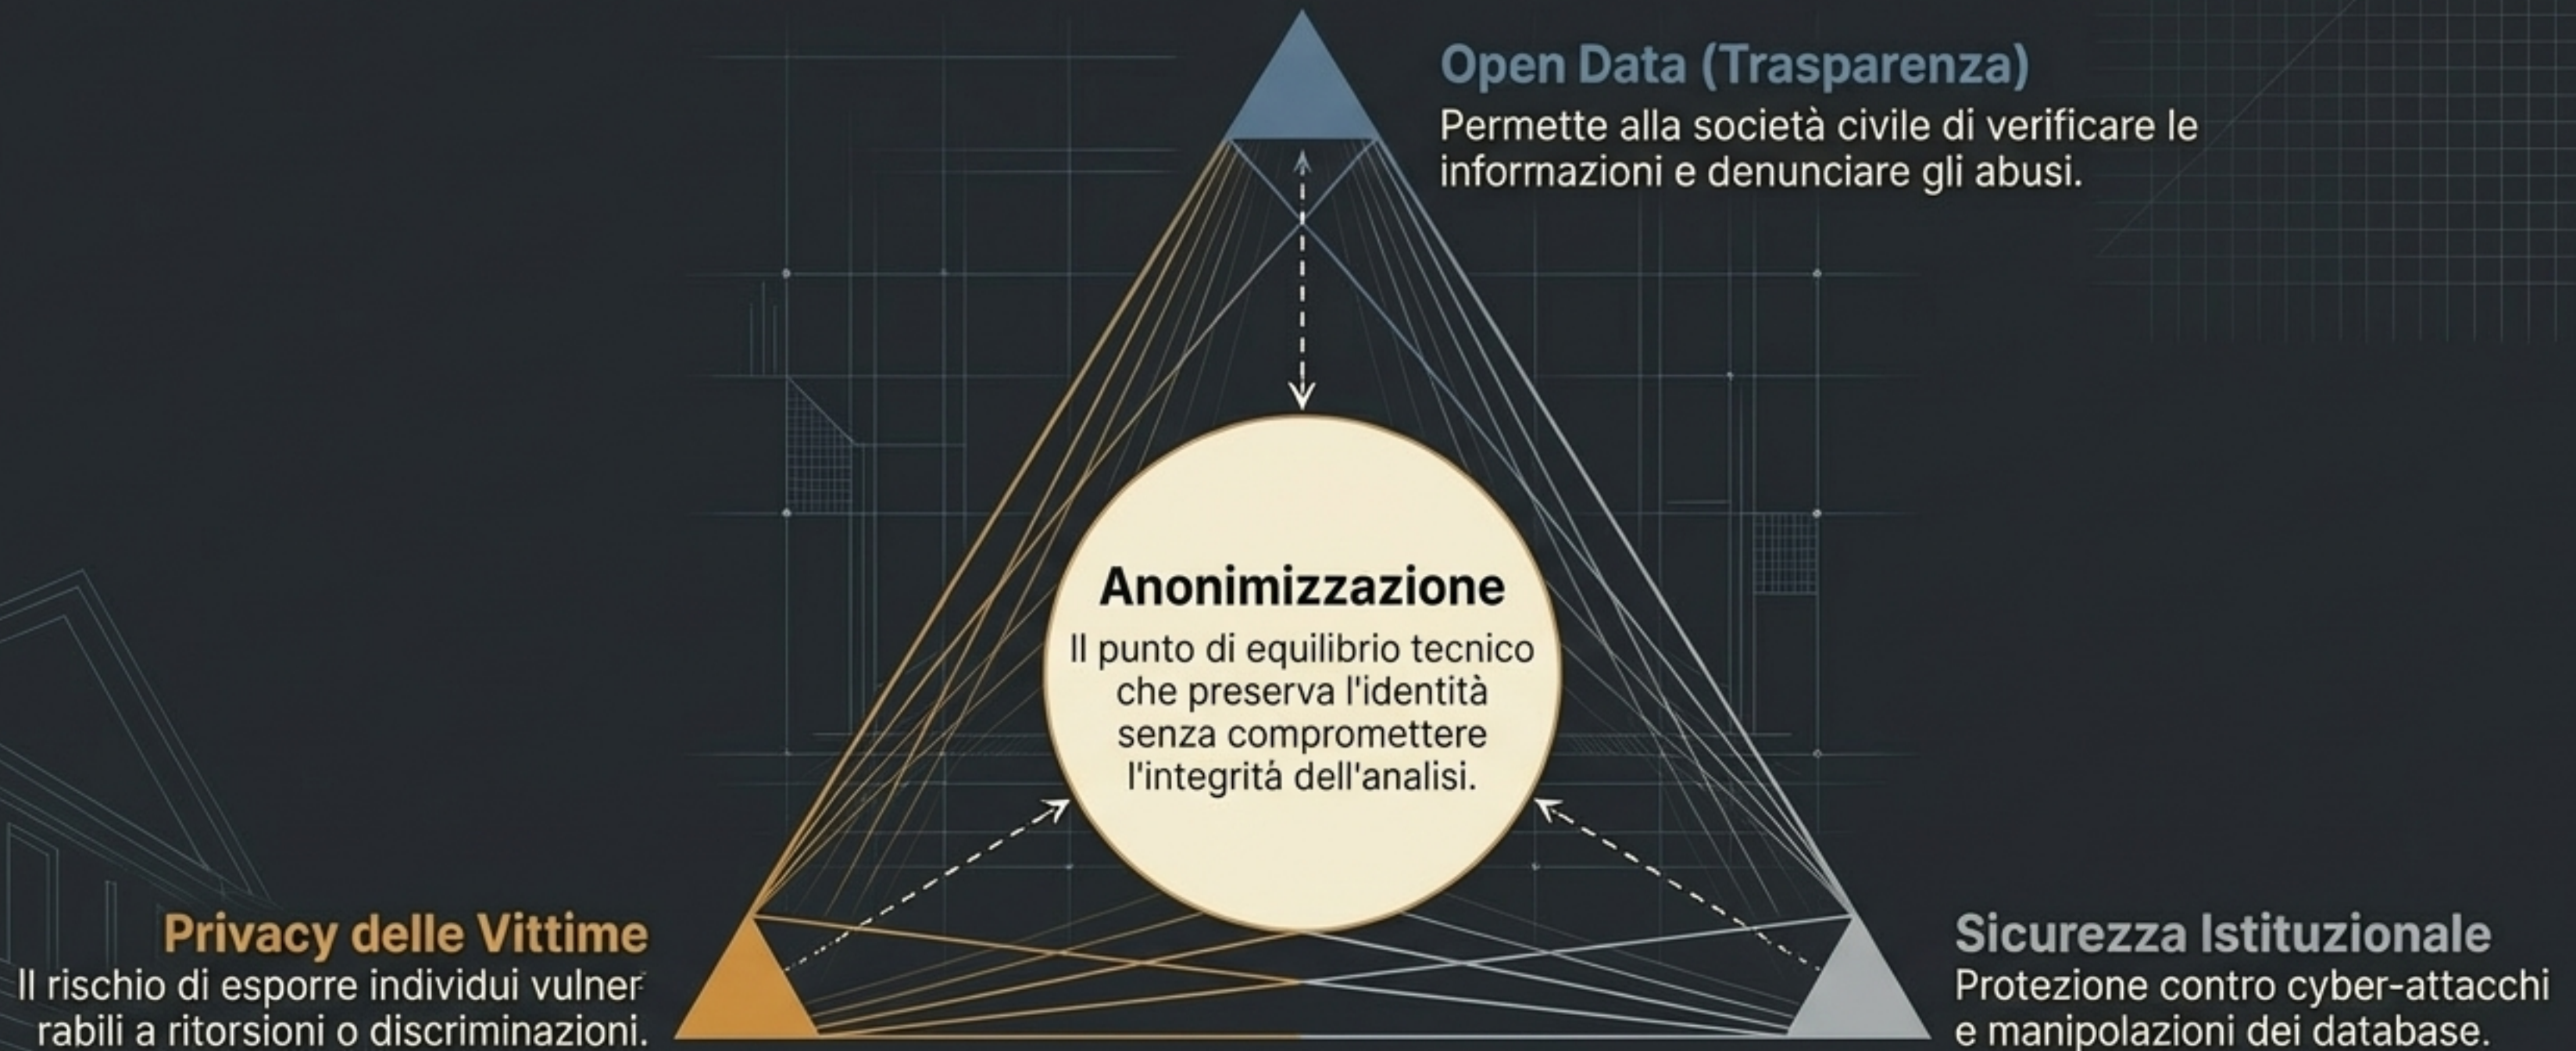 Open Data (Trasparenza)
Permette alla società civile di verificare le
informazioni e denunciare gli abusi.
Anonimizzazione
Il punto di equilibrio tecnico
che preserva l'identità
senza compromettere
l'integrità dell'analisi.
Privacy delle Vittime
Il rischio di esporre individui vulner-
rabili a ritorsioni o discriminazioni.
Sicurezza Istituzionale
Protezione contro cyber-attacchi
e manipolazioni dei database.